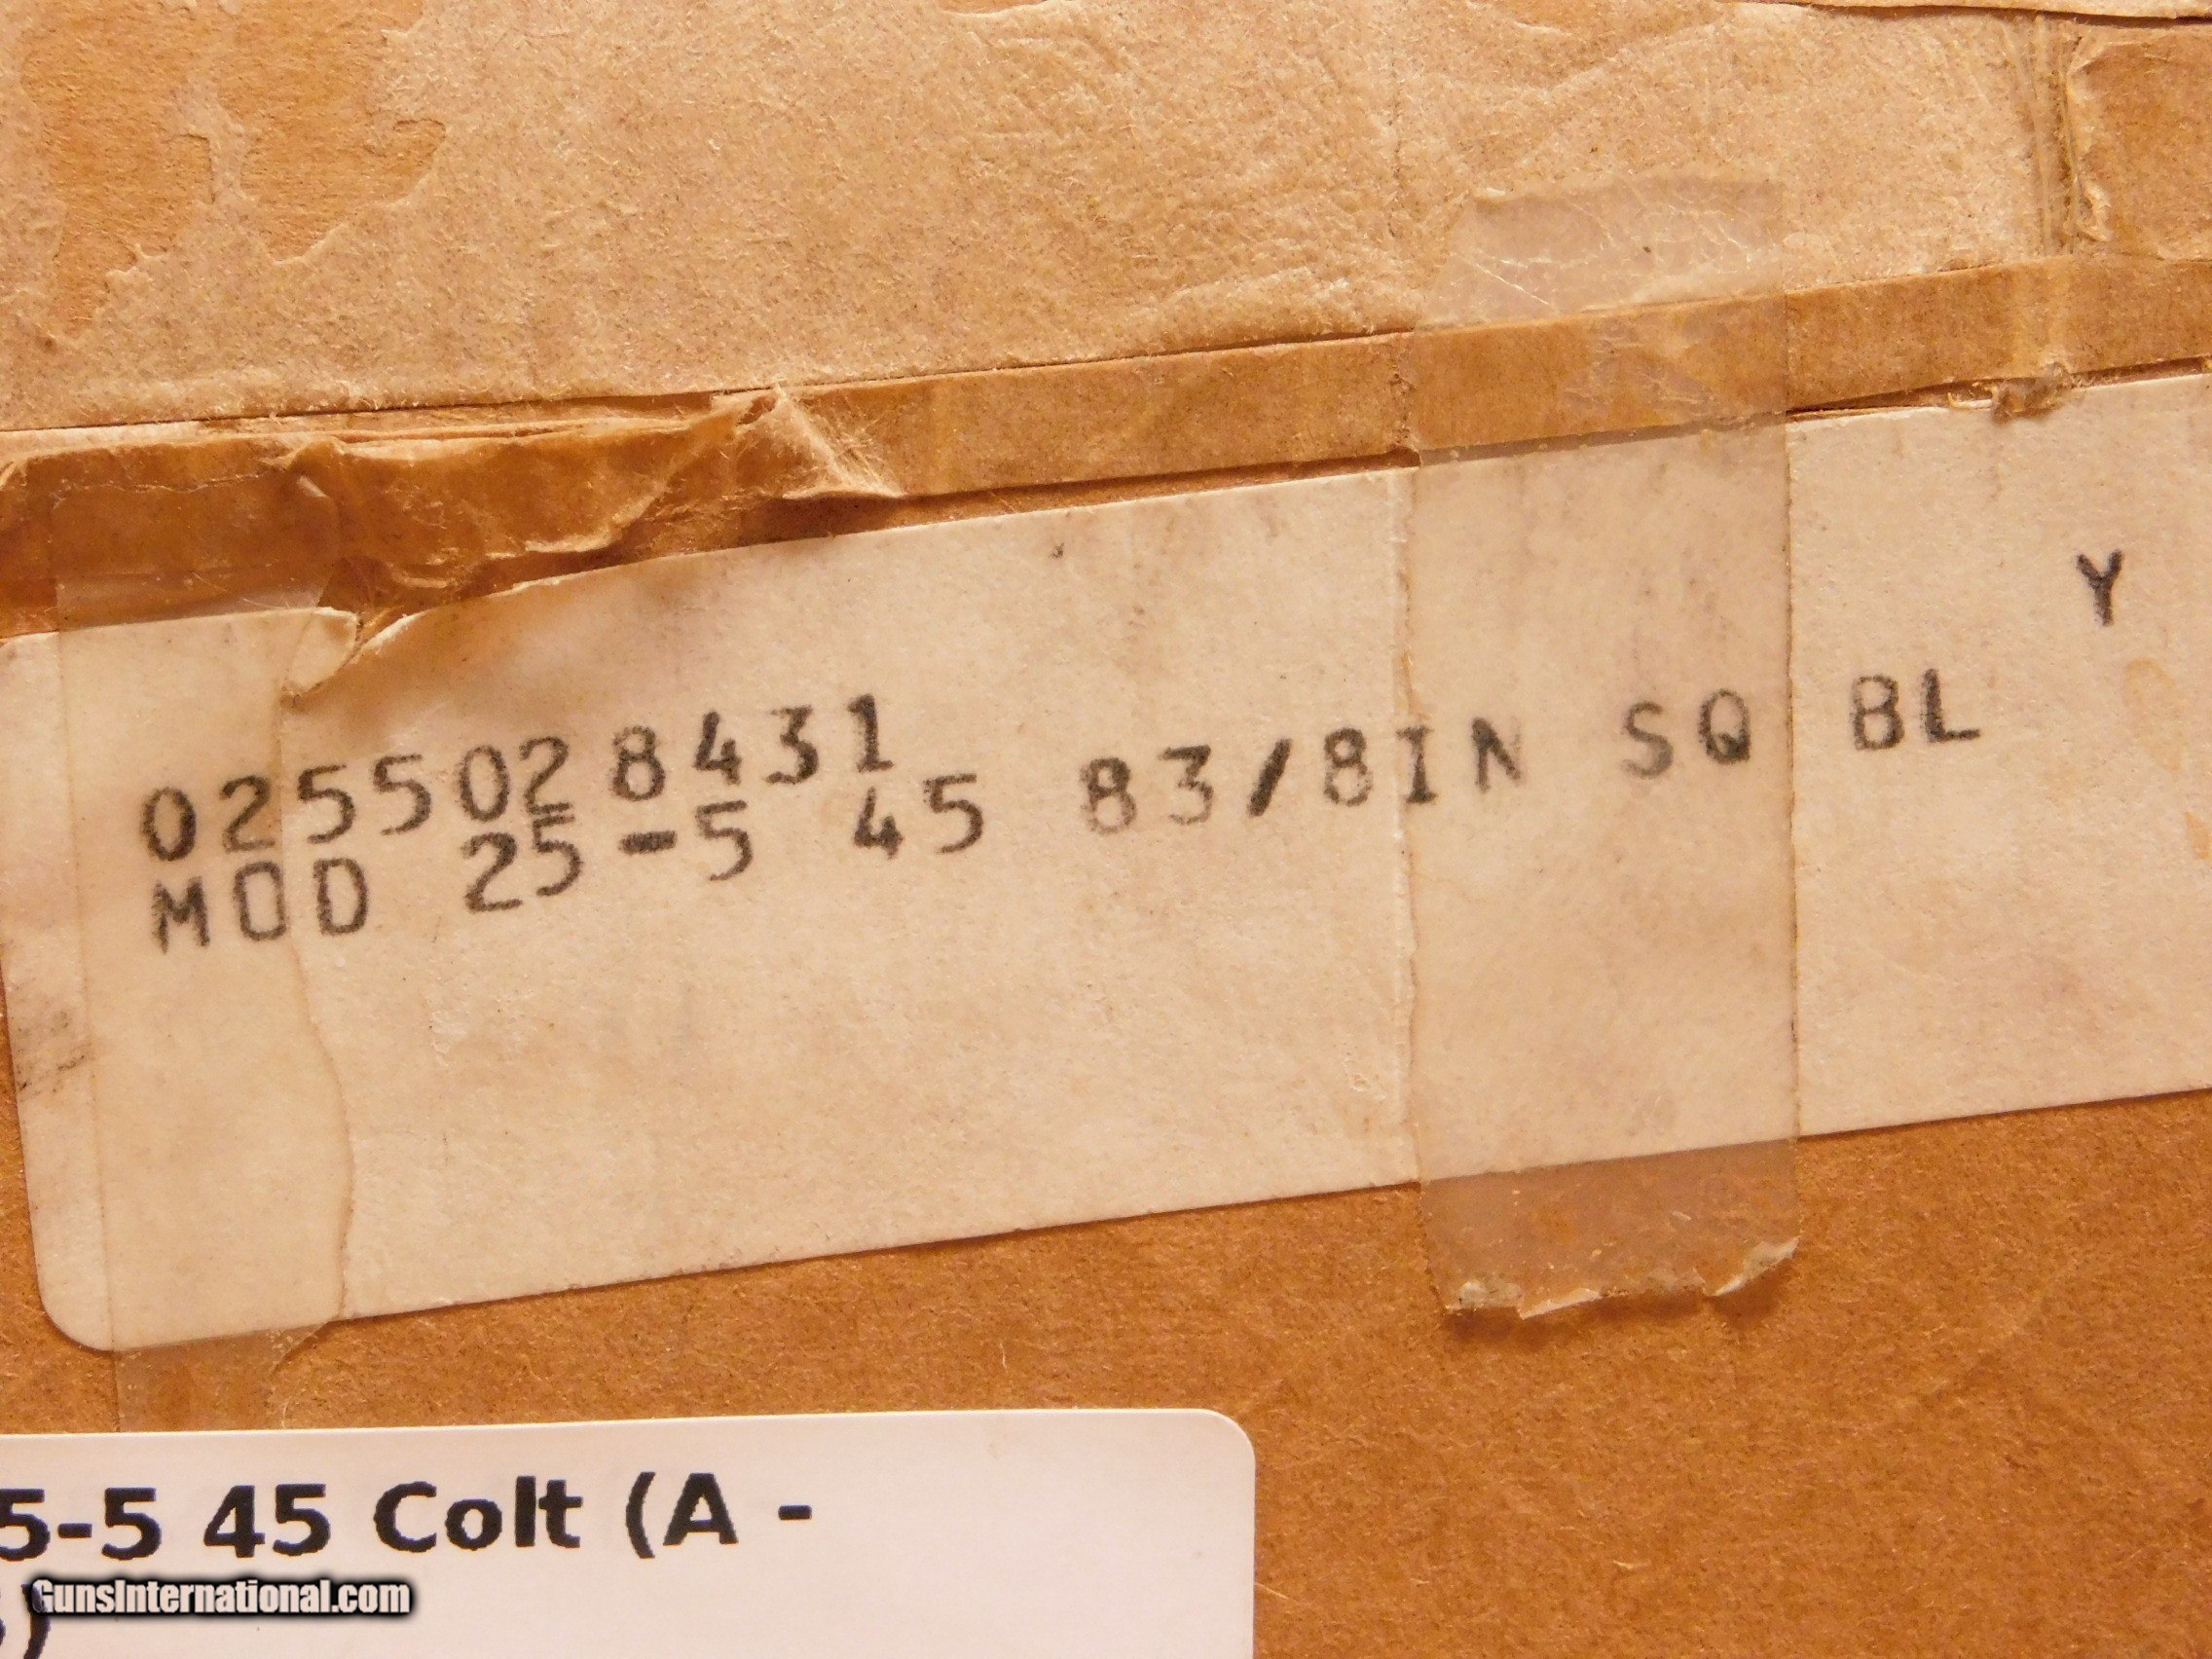 Y
0255028431
MOD 25-5 45 83/8IN SQ BL
5-5 45 Colt (A -
GunsInternational.com